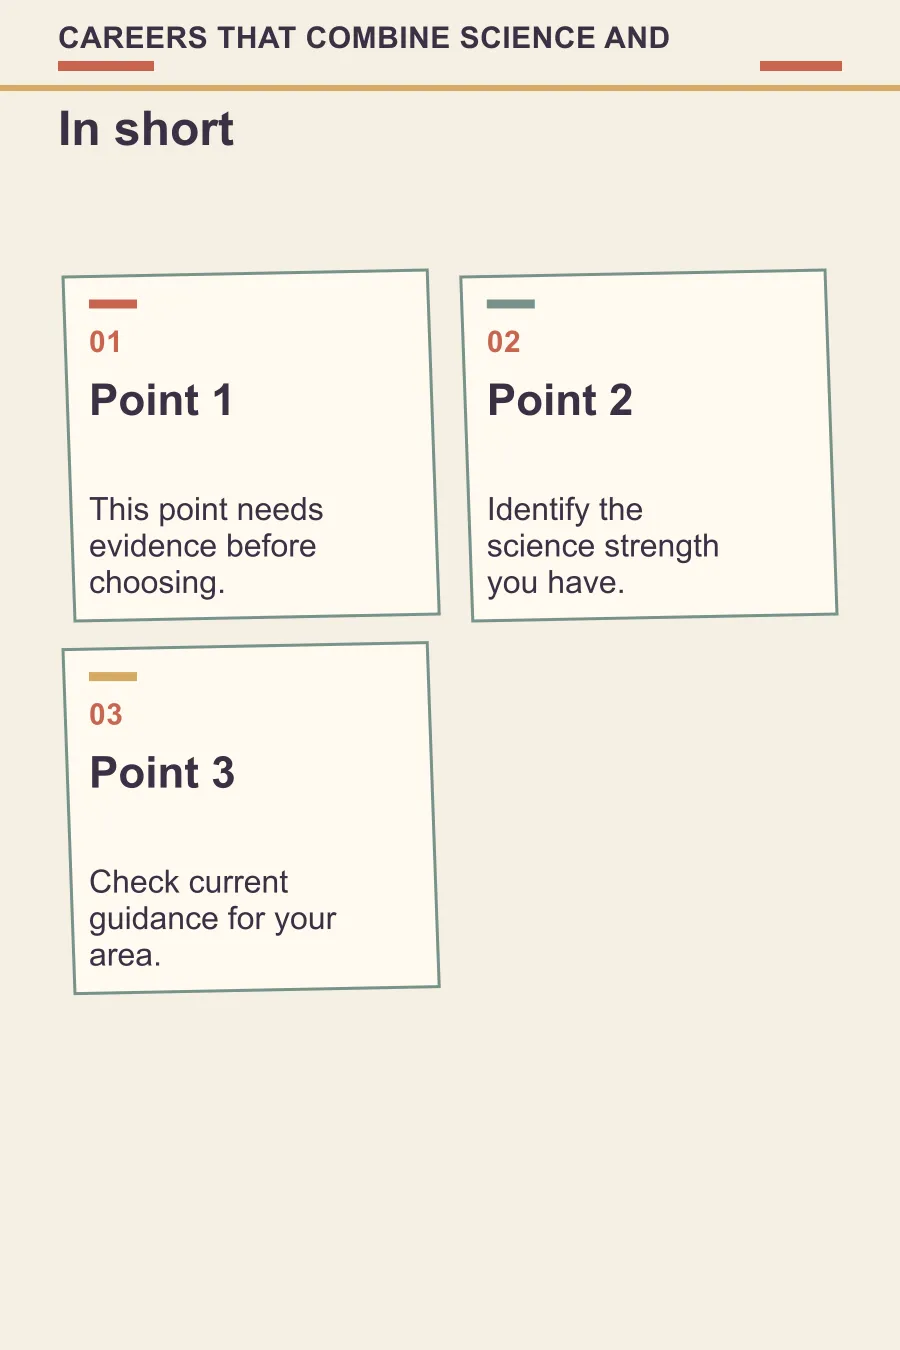 CAREERS THAT COMBINE SCIENCE AND
In short
01
Point 1
This point needs
evidence before
choosing.
02
Point 2
Identify the
science strength
you have.
03
Point 3
Check current
guidance for your
area.